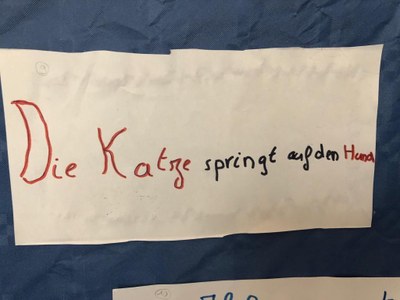 Die Katze springt auf den Hund